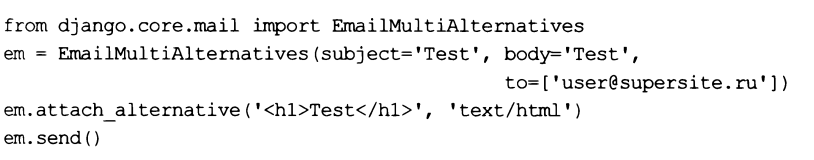 from django.core.mail import EmailMultiAlternatives
em = EmailMultiAlternatives(subject='Test', body='Test',
to=['user@supersite.ru'])
em.attach_alternative('<h1>Test</h1>', 'text/html')
em.send()